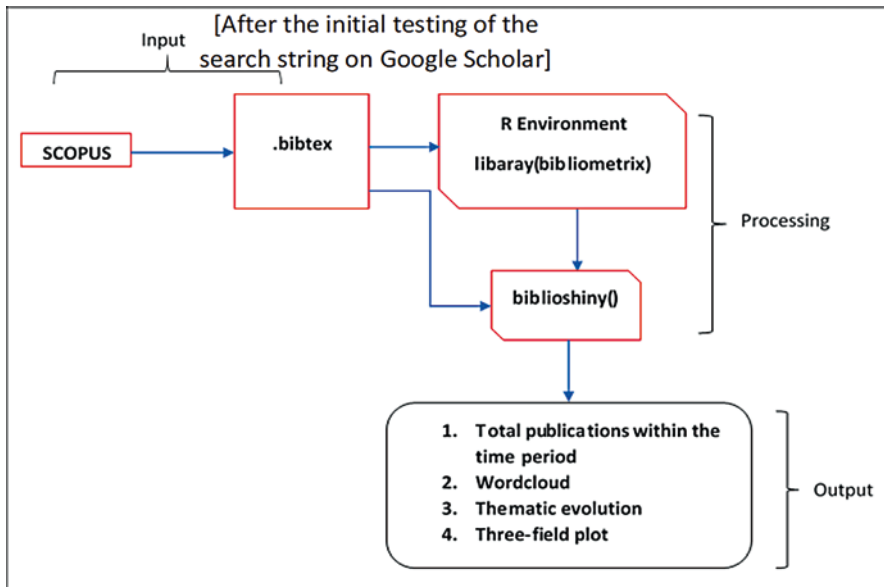 [After the initial testing of the
search string on Google Scholar]
Input
SCOPUS
.bibtex
R Environment
libaray(bibliometrix)
Processing
biblioshiny()
1. Total publications within the
time period
2. Wordcloud
3. Thematic evolution
4. Three-field plot
Output